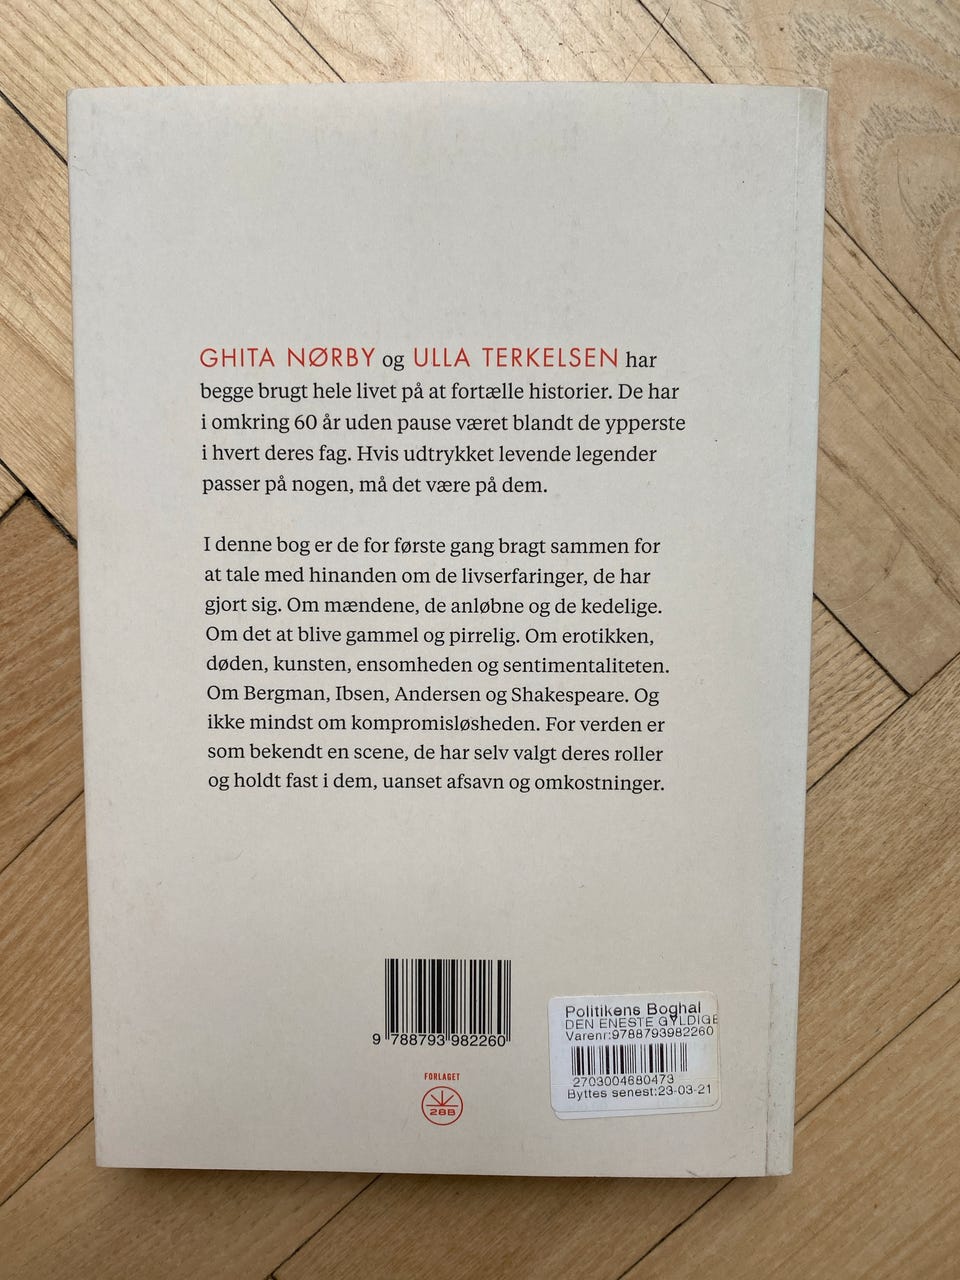 GHITA NØRBY og ULLA TERKELSEN har
begge brugt hele livet på at fortælle historier. De har
i omkring 60 år uden pause været blandt de ypperste
i hvert deres fag. Hvis udtrykket levende legender
passer på nogen, må det være på dem.
I denne bog er de for første gang bragt sammen for
at tale med hinanden om de livserfaringer, de har
gjort sig. Om mændene, de anløbne og de kedelige.
Om det at blive gammel og pirrelig. Om erotikken,
døden, kunsten, ensomheden og sentimentaliteten.
Om Bergman, Ibsen, Andersen og Shakespeare. Og
ikke mindst om kompromisløsheden. For verden er
som bekendt en scene, de har selv valgt deres roller
og holdt fast i dem, uanset afsavn og omkostninger.
9 788793 982260
FORLAGET
28B
Politikens Boghal
DEN ENESTE GYLDIGE
Varenr:9788793982260
2703004680473
Byttes senest:23-03-21